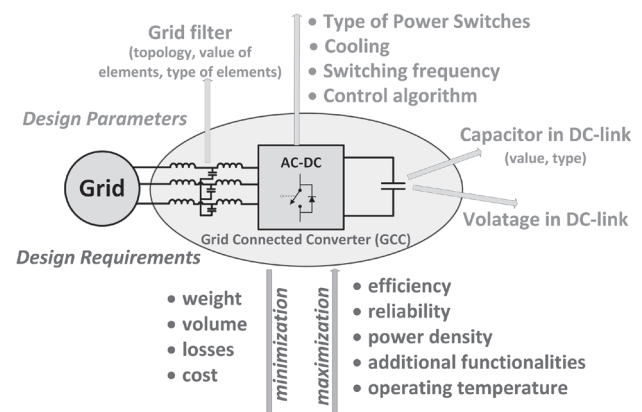 Grid filter
(topology, value of
elements, type of elements)
• Type of Power Switches
• Cooling
• Switching frequency
• Control algorithm
Design Parameters
Capacitor in DC-link
(value, type)
Volatage in DC-link
Grid
AC-DC
Grid Connected Converter (GCC)
Design Requirements
• weight
• volume
• losses
• cost
minimization
maximization
• efficiency
• reliability
• power density
• additional functionalities
• operating temperature